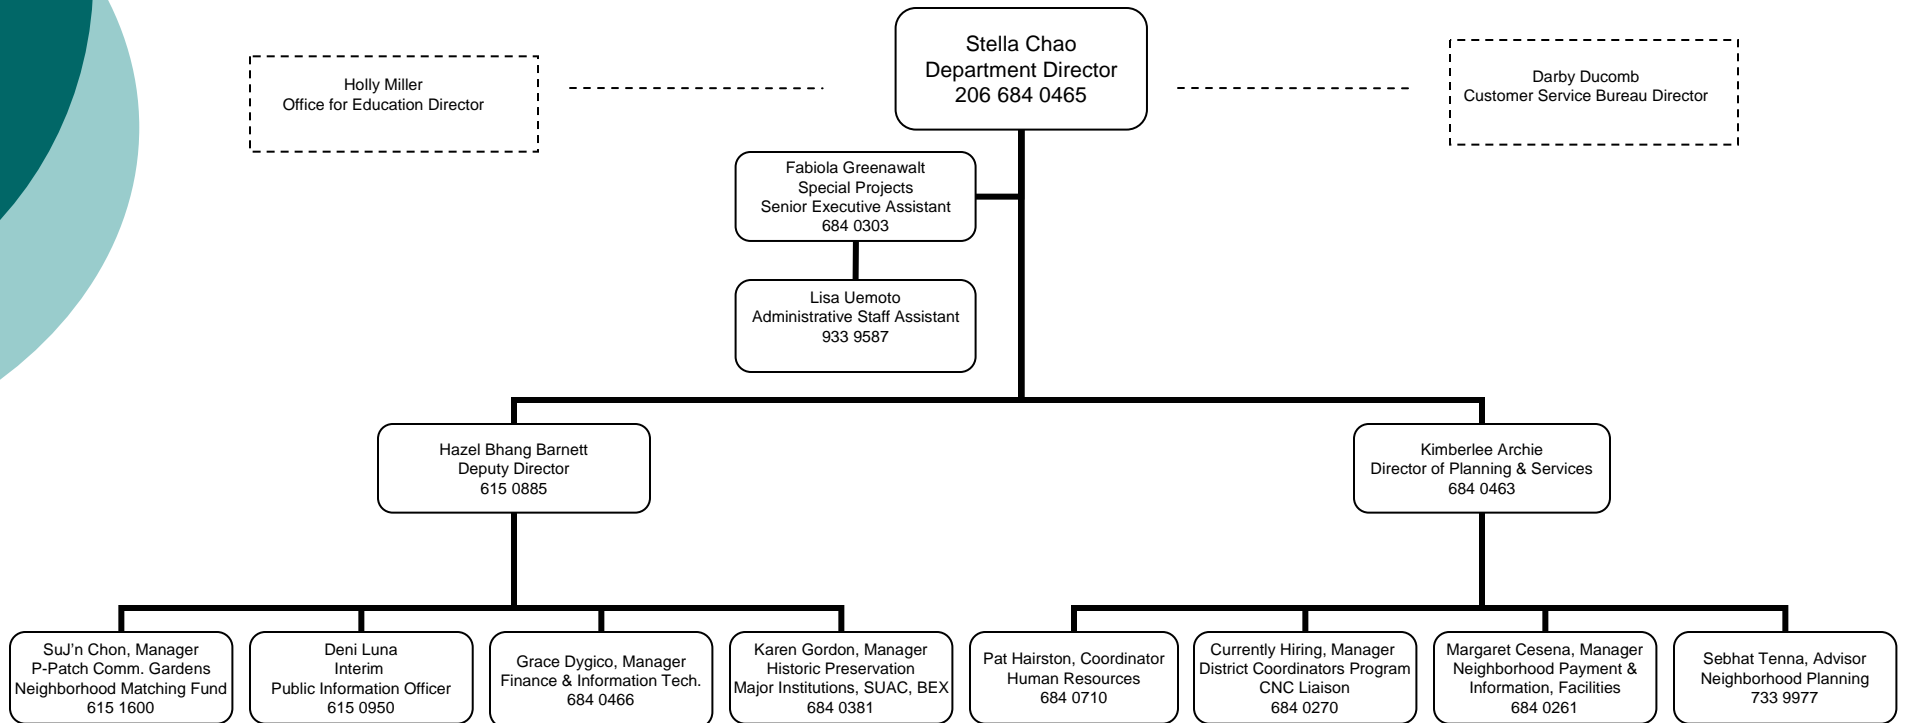 Stella Chao
Department Director
206 684 0465
Holly Miller
Office for Education Director
Darby Ducomb
Customer Service Bureau Director
Fabiola Greenawalt
Special Projects
Senior Executive Assistant
684 0303
Lisa Uemoto
Administrative Staff Assistant
933 9587
Hazel Bhang Barnett
Deputy Director
615 0885
Kimberlee Archie
Director of Planning & Services
684 0463
SuJ'n Chon, Manager
P-Patch Comm. Gardens
Neighborhood Matching Fund
615 1600
Deni Luna
Interim
Public Information Officer
615 0950
Grace Dygico, Manager
Finance & Information Tech.
684 0466
Karen Gordon, Manager
Historic Preservation
Major Institutions, SUAC, BEX
684 0381
Pat Hairston, Coordinator
Human Resources
684 0710
Currently Hiring, Manager
District Coordinators Program
CNC Liaison
684 0270
Margaret Cesena, Manager
Neighborhood Payment &
Information, Facilities
684 0261
Sebhat Tenna, Advisor
Neighborhood Planning
733 9977